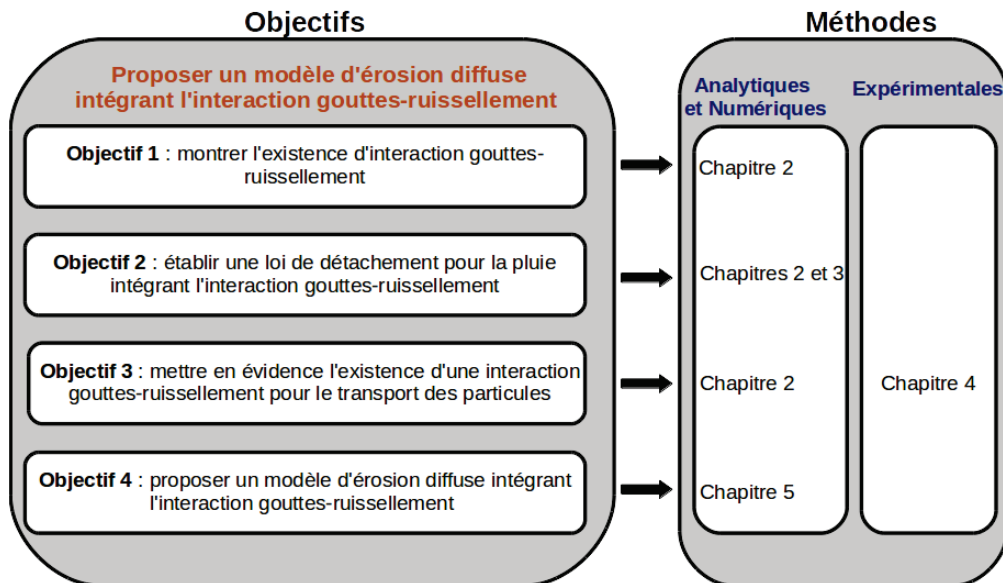 Objectifs
Méthodes
Proposer un modèle d'érosion diffuse
intégrant l'interaction gouttes-ruissellement
Analytiques
et Numériques
Expérimentales
Objectif 1 : montrer l'existence d'interaction gouttes-
ruissellement
Chapitre 2
Objectif 2 : établir une loi de détachement pour la pluie
intégrant l'interaction gouttes-ruissellement
Chapitres 2 et 3
Objectif 3 : mettre en évidence l'existence d'une interaction
gouttes-ruissellement pour le transport des particules
Chapitre 2
Chapitre 4
Objectif 4 : proposer un modèle d'érosion diffuse intégrant
l'interaction gouttes-ruissellement
Chapitre 5